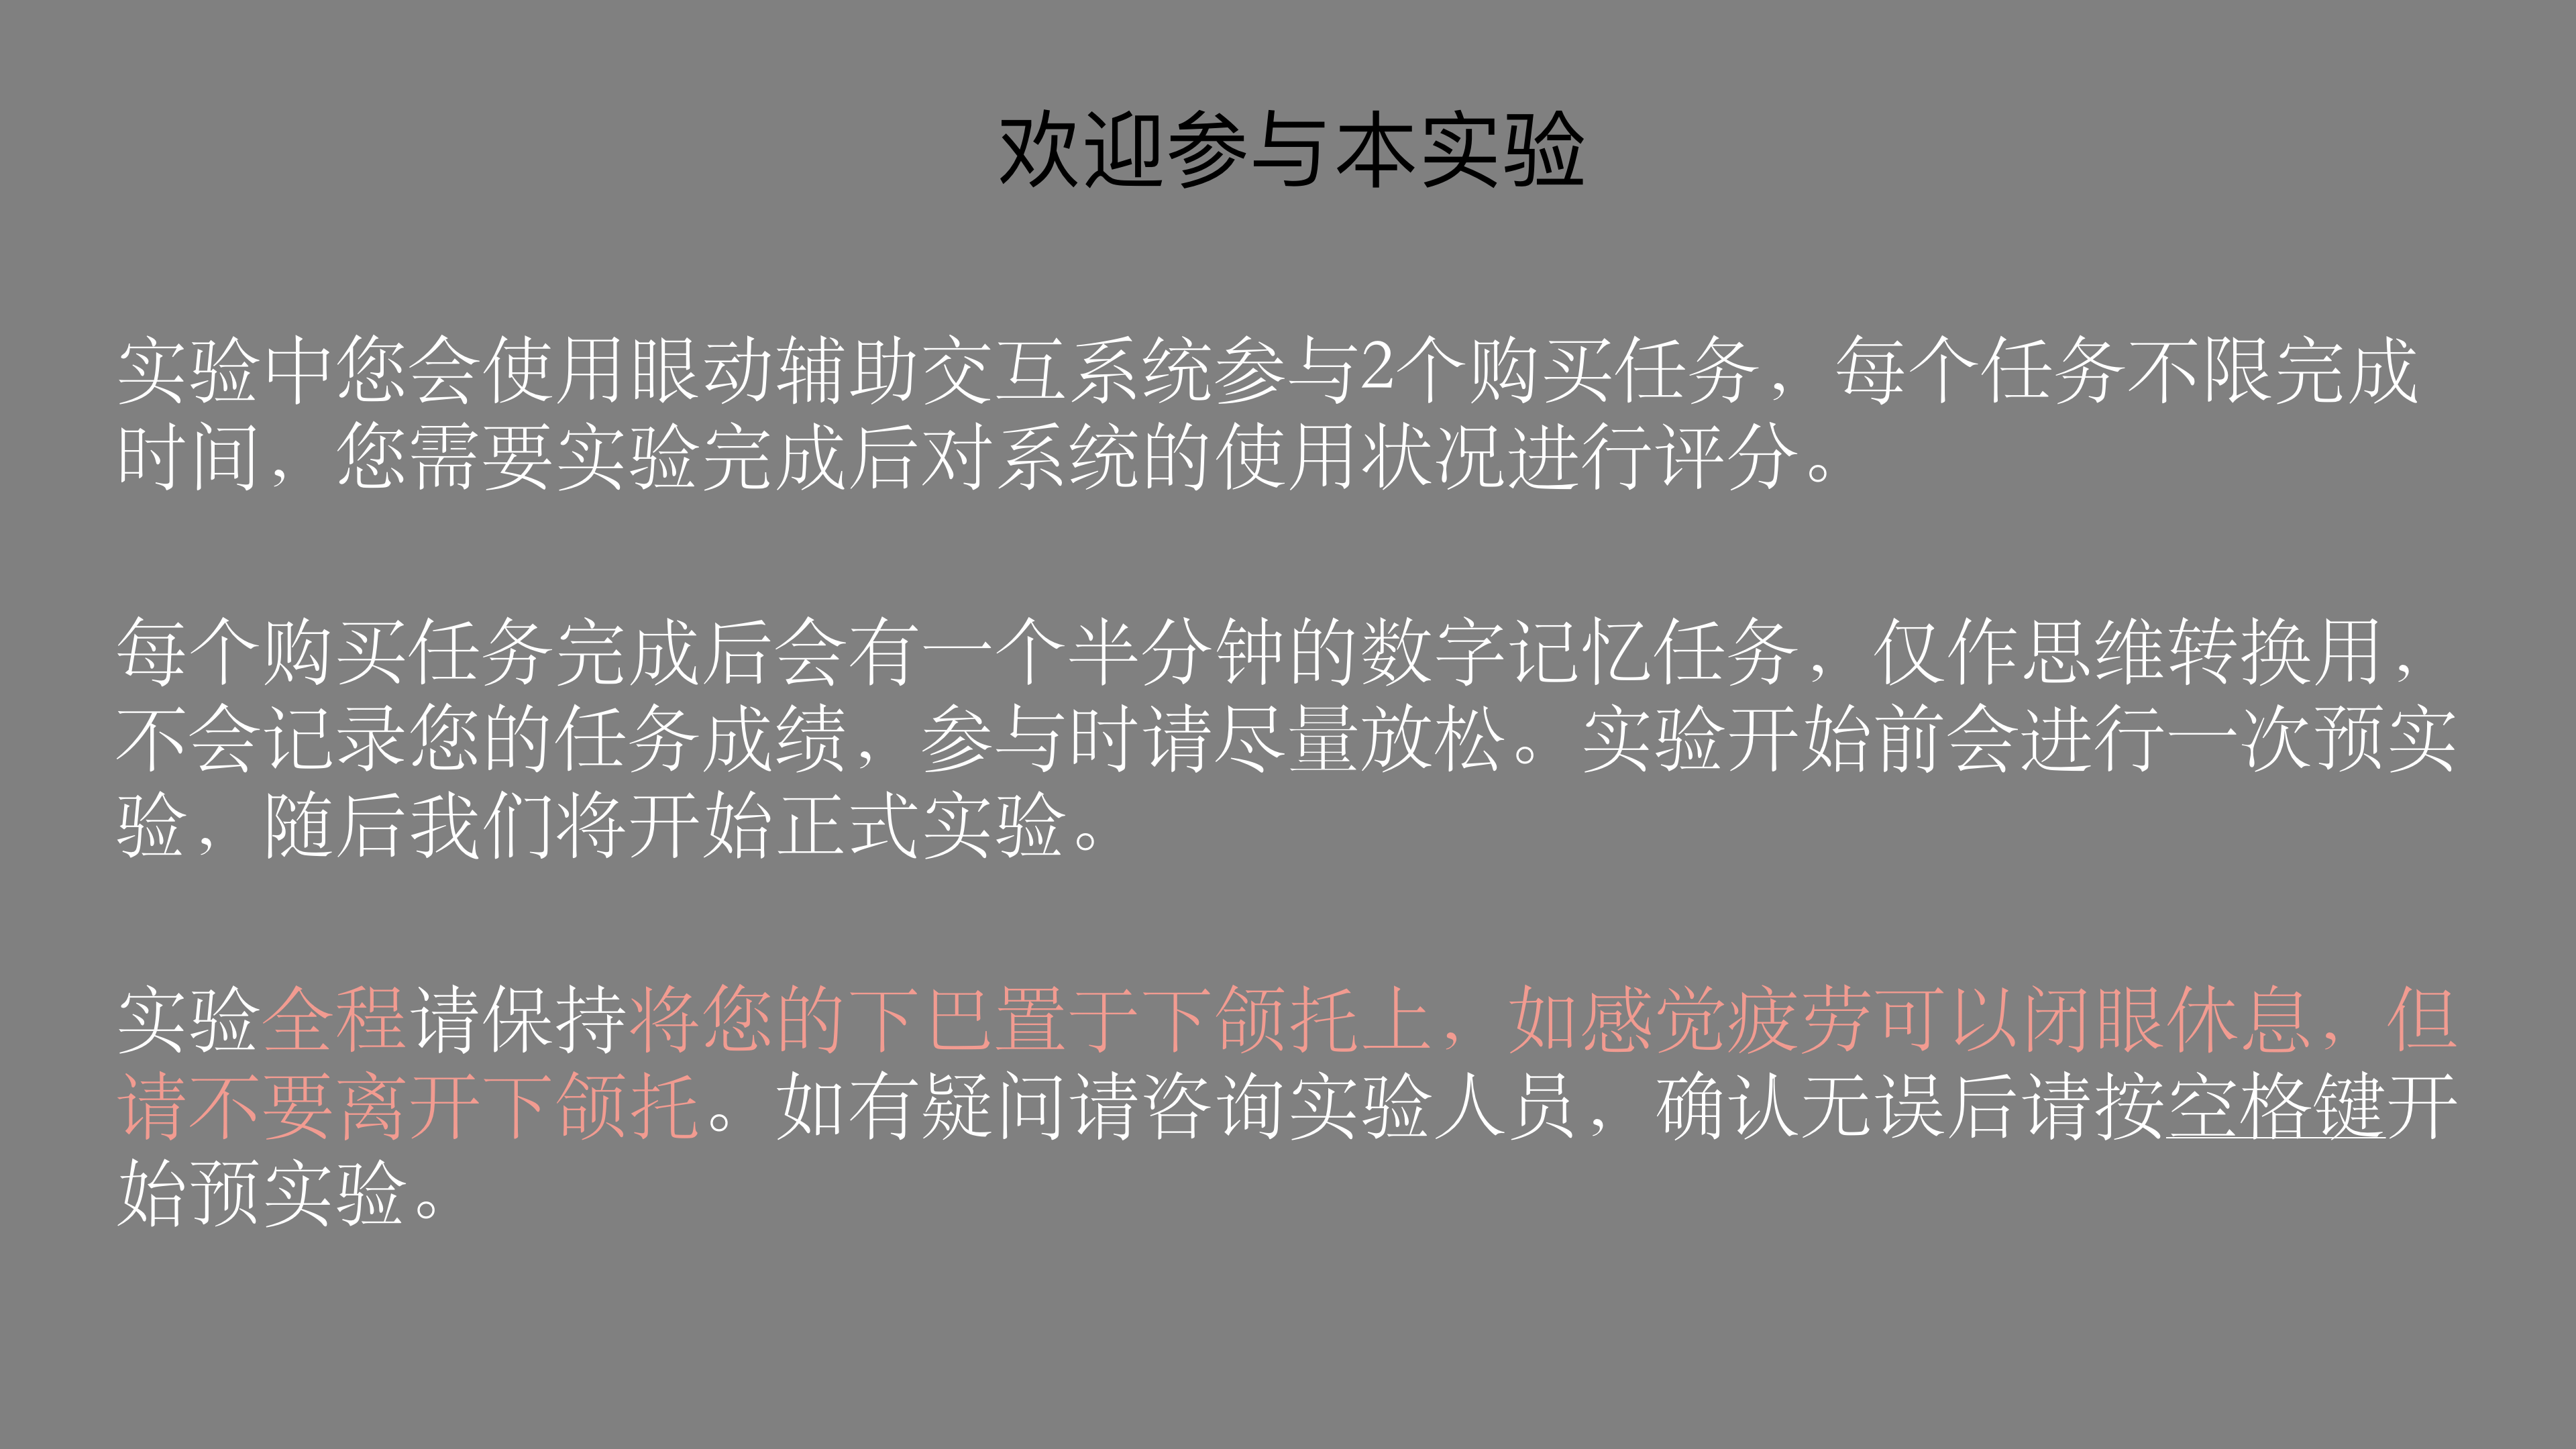 欢迎参与本实验
实验中您会使用眼动辅助交互系统参与2个购买任务，每个任务不限完成
时间，您需要实验完成后对系统的使用状况进行评分。
每个购买任务完成后会有一个半分钟的数字记忆任务，仅作思维转换用，
不会记录您的任务成绩，参与时请尽量放松。实验开始前会进行一次预实
验，随后我们将开始正式实验。
实验全程请保持将您的下巴置于下颌托上，如感觉疲劳可以闭眼休息，但
请不要离开下颌托。如有疑问请咨询实验人员，确认无误后请按空格键开
始预实验。